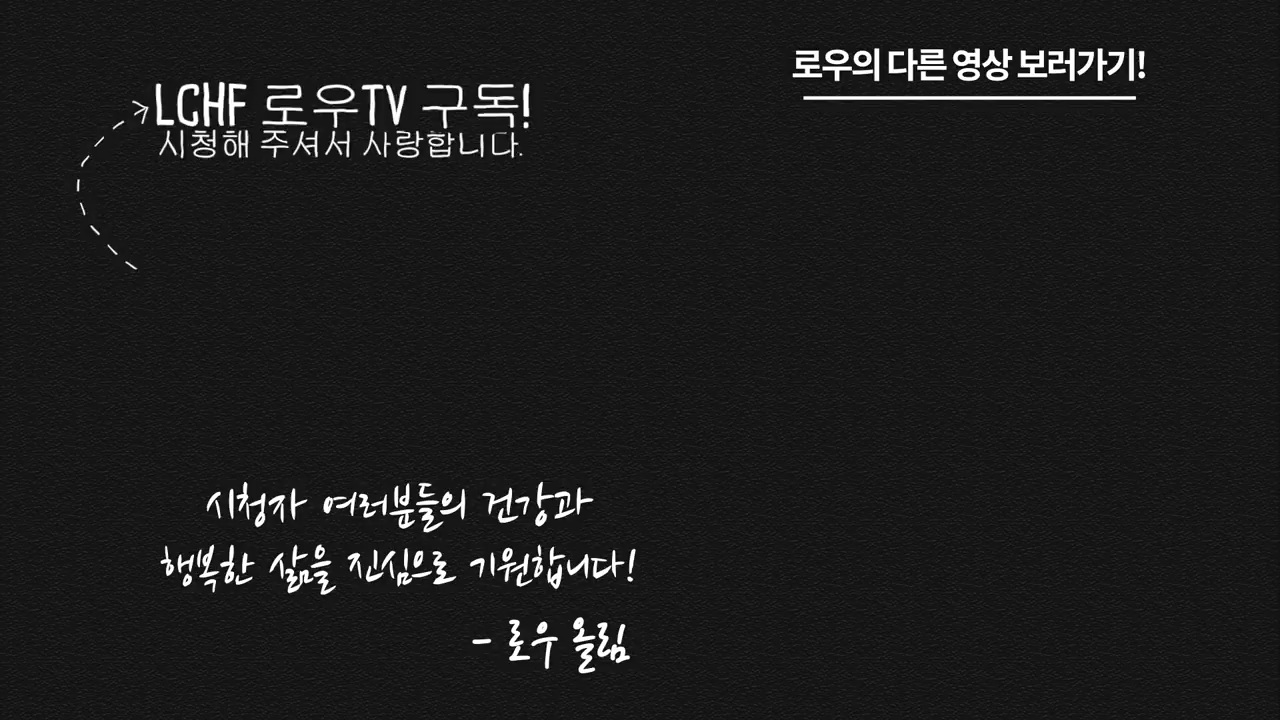 LCHF 로우TV 구독!
시청해 주셔서 사랑합니다.
로우의 다른 영상 보러가기!
시청자 여러분들의 건강과
행복한 삶을 진심으로 기원합니다!
- 로우 올림